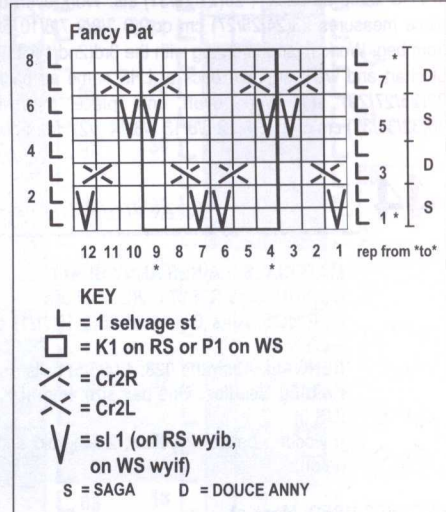 Fancy Pat
8 L L *
L L D
6 L L S
L L 5
4 L L D
L L 3
2 L L S
L L 1 *
12 11 10 9 8 7 6 5 4 3 2 1 rep from *to*
* *
KEY
L = 1 selvage st
= K1 on RS or P1 on WS
= Cr2R
= Cr2L
V = sl 1 (on RS wyib,
on WS wyif)
S = SAGA D = DOUCE ANNY